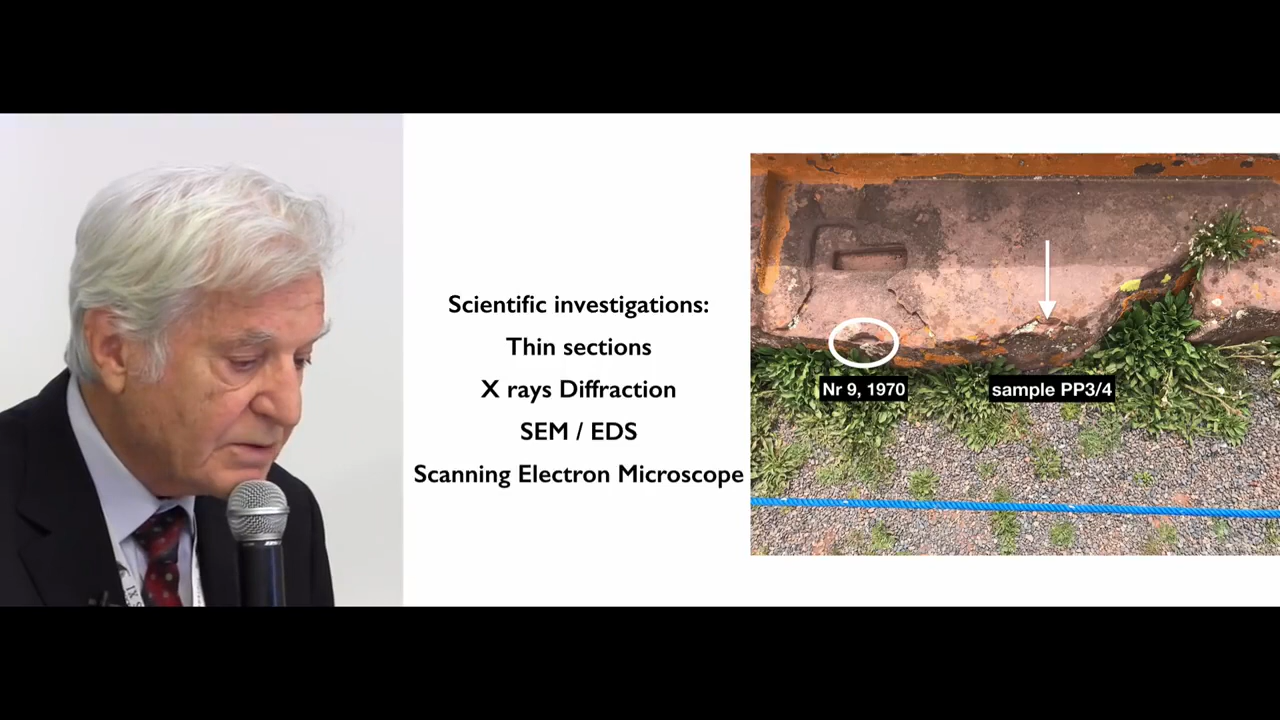 Scientific investigations:
Thin sections
X rays Diffraction
SEM / EDS
Scanning Electron Microscope
Nr 9, 1970
sample PP3/4